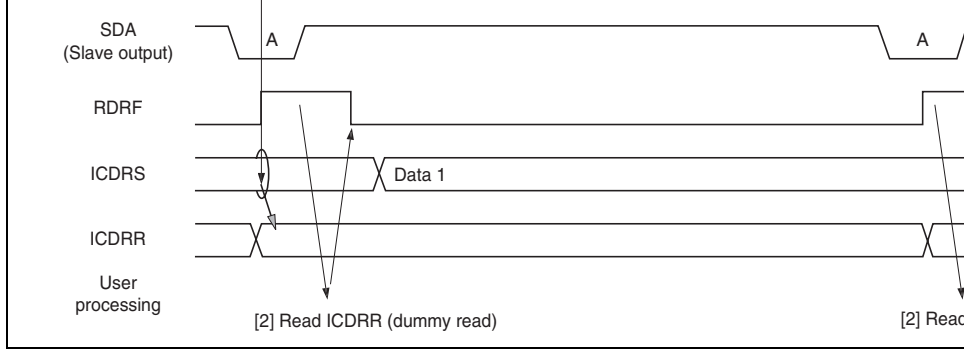 SDA
(Slave output)
A
A
RDRF
ICDRS
Data 1
ICDRR
User
processing
[2] Read ICDRR (dummy read)
[2] Read